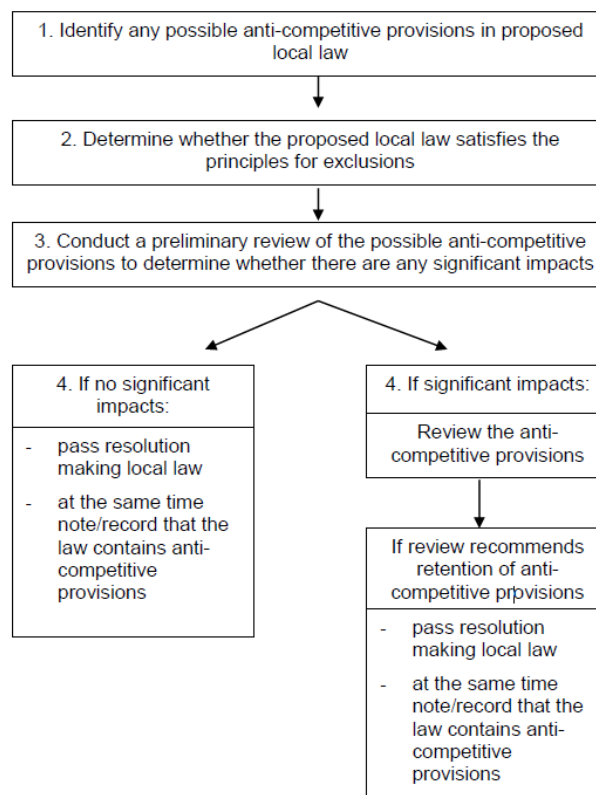 1. Identify any possible anti-competitive provisions in proposed
local law
2. Determine whether the proposed local law satisfies the
principles for exclusions
3. Conduct a preliminary review of the possible anti-competitive
provisions to determine whether there are any significant impacts
4. If no significant
impacts:
- pass resolution
making local law
- at the same time
note/record that the
law contains anti-
competitive
provisions
4. If significant impacts:
Review the anti-
competitive provisions
If review recommends
retention of anti-
competitive provisions
- pass resolution
making local law
- at the same time
note/record that the
law contains anti-
competitive
provisions